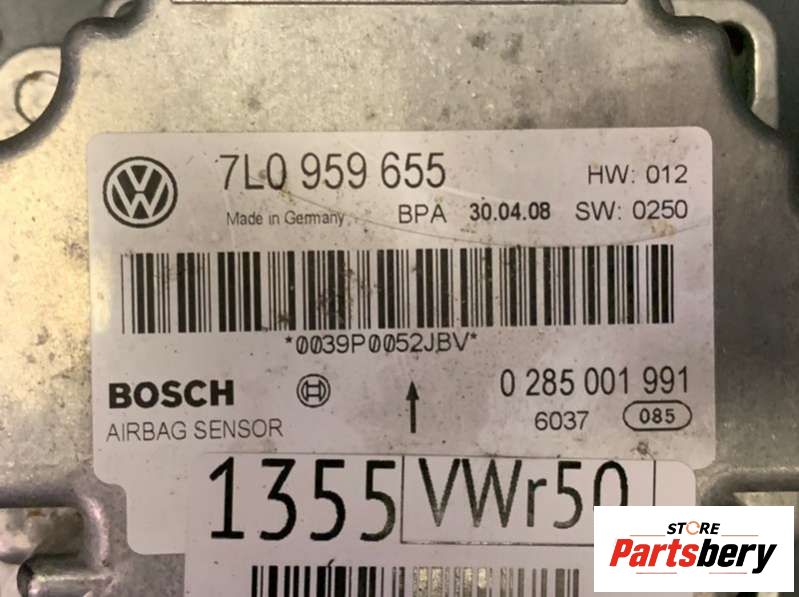 7L0 959 655
HW: 012
Made in Germany
BPA 30.04.08 SW: 0250
*0039P0052JBV*
BOSCH
0 285 001 991
AIRBAG SENSOR
6037 085
1355 VWr50
STORE
Partsbery